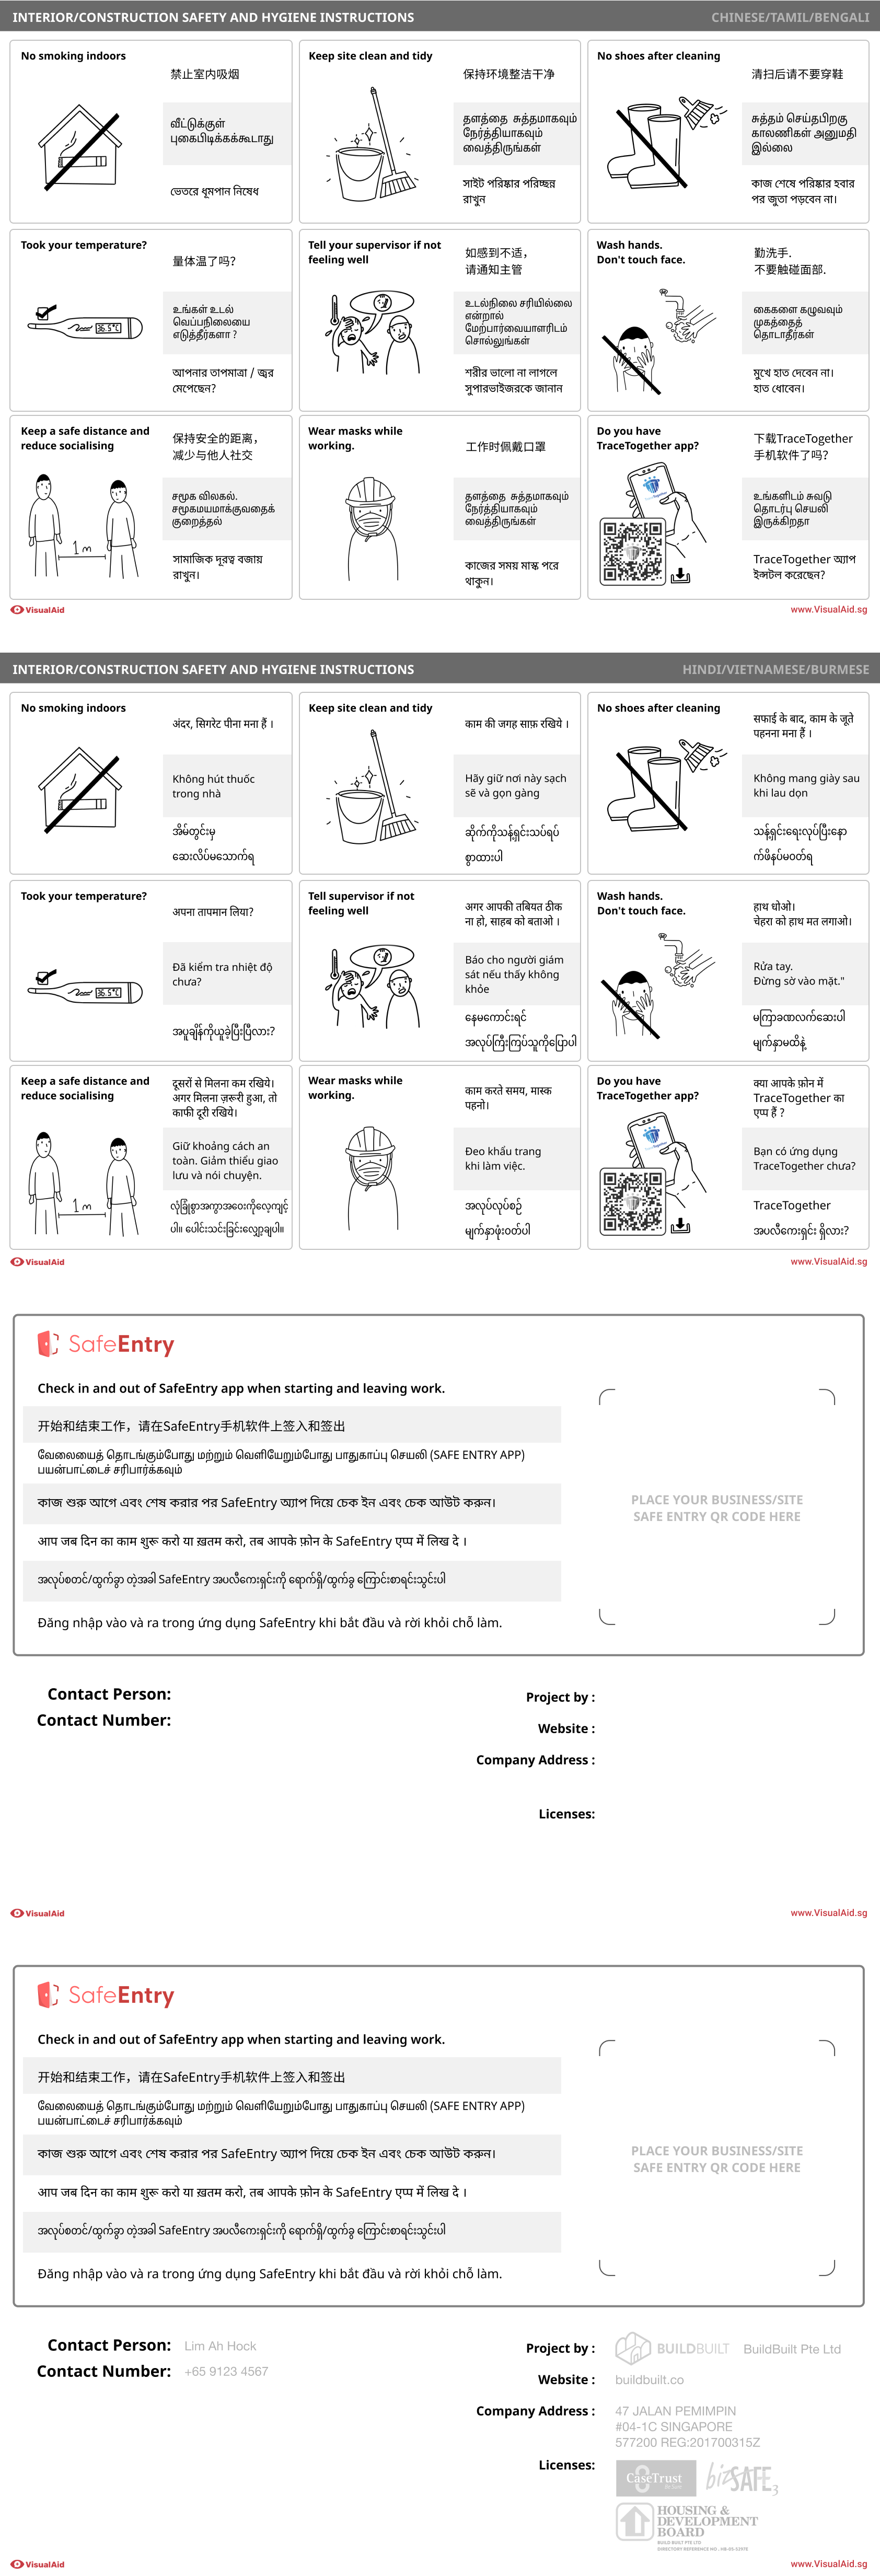 INTERIOR/CONSTRUCTION SAFETY AND HYGIENE INSTRUCTIONS
CHINESE/TAMIL/BENGALI
No smoking indoors
禁止室内吸烟
வீட்டுக்குள்
புகைபிடிக்கக்கூடாது
ভেতরে ধূমপান নিষেধ
Keep site clean and tidy
保持环境整洁干净
தளத்தை சுத்தமாகவும்
நேர்த்தியாகவும்
வைத்திருங்கள்
সাইট পরিষ্কার পরিচ্ছন্ন
রাখুন
No shoes after cleaning
清扫后请不要穿鞋
சுத்தம் செய்தபிறகு
காலணிகள் அனுமதி
இல்லை
কাজ শেষে পরিষ্কার হবার
পর জুতা পড়বেন না।
Took your temperature?
量体温了吗?
உங்கள் உடல்
வெப்பநிலையை
எடுத்தீர்களா ?
আপনার তাপমাত্রা / জ্বর
মেপেছেন?
36.5°C
Tell your supervisor if not
feeling well
如感到不适，
请通知主管
உடல்நிலை சரியில்லை
என்றால்
மேற்பார்வையாளரிடம்
சொல்லுங்கள்
শরীর ভালো না লাগলে
সুপারভাইজরকে জানান
Wash hands.
Don't touch face.
勤洗手.
不要触碰面部.
கைகளை கழுவவும்
முகத்தைத்
தொடாதீர்கள்
মুখে হাত দেবেন না।
হাত ধোবেন।
Keep a safe distance and
reduce socialising
保持安全的距离，
减少与他人社交
சமூக விலகல்.
சமூகமயமாக்குவதைக்
குறைத்தல்
সামাজিক দূরত্ব বজায়
রাখুন।
1 m
Wear masks while
working.
工作时佩戴口罩
தளத்தை சுத்தமாகவும்
நேர்த்தியாகவும்
வைத்திருங்கள்
কাজের সময় মাস্ক পরে
থাকুন।
Do you have
TraceTogether app?
下载TraceTogether
手机软件了吗?
உங்களிடம் சுவடு
தொடர்பு செயலி
இருக்கிறதா
TraceTogether অ্যাপ
ইন্সটল করেছেন?
VisualAid
www.VisualAid.sg
INTERIOR/CONSTRUCTION SAFETY AND HYGIENE INSTRUCTIONS
HINDI/VIETNAMESE/BURMESE
No smoking indoors
अंदर, सिगरेट पीना मना हैं ।
Không hút thuốc
trong nhà
အိမ်တွင်းမှ
ဆေးလိပ်မသောက်ရ
Keep site clean and tidy
काम की जगह साफ़ रखिये ।
Hãy giữ nơi này sạch
sẽ và gọn gàng
ဆိုက်ကိုသန့်ရှင်းသပ်ရပ်
စွာထားပါ
No shoes after cleaning
सफाई के बाद, काम के जूते
पहनना मना हैं ।
Không mang giày sau
khi lau dọn
သန့်ရှင်းရေးလုပ်ပြီးနော
က်ဖိနပ်မဝတ်ရ
Took your temperature?
अपना तापमान लिया?
Đã kiểm tra nhiệt độ
chưa?
အပူချိန်ကိုယူခဲ့ပြီးပြီလား?
36.5°C
Tell supervisor if not
feeling well
अगर आपकी तबियत ठीक
ना हो, साहब को बताओ ।
Báo cho người giám
sát nếu thấy không
khỏe
နေမကောင်းရင်
အလုပ်ကြီးကြပ်သူကိုပြောပါ
Wash hands.
Don't touch face.
हाथ धोओ।
चेहरा को हाथ मत लगाओ।
Rửa tay.
Đừng sờ vào mặt."
မကြာခဏလက်ဆေးပါ
မျက်နှာမထိနဲ့
Keep a safe distance and
reduce socialising
दूसरों से मिलना कम रखिये।
अगर मिलना ज़रूरी हुआ, तो
काफी दूरी रखिये।
Giữ khoảng cách an
toàn. Giảm thiểu giao
lưu và nói chuyện.
လုံခြုံစွာအကွာအဝေးကိုလေ့ကျင့်
ပါ။ ပေါင်းသင်းခြင်းလျှော့ချပါ။
1 m
Wear masks while
working.
काम करते समय, मास्क
पहनो।
Đeo khẩu trang
khi làm việc.
အလုပ်လုပ်စဉ်
မျက်နှာဖုံးဝတ်ပါ
Do you have
TraceTogether app?
क्या आपके फ़ोन में
TraceTogether का
एप्प हैं ?
Bạn có ứng dụng
TraceTogether chưa?
TraceTogether
အပလီကေးရှင်း ရှိလား?
VisualAid
www.VisualAid.sg
SafeEntry
Check in and out of SafeEntry app when starting and leaving work.
开始和结束工作，请在SafeEntry手机软件上签入和签出
வேலையைத் தொடங்கும்போது மற்றும் வெளியேறும்போது பாதுகாப்பு செயலி (SAFE ENTRY APP)
பயன்பாட்டைச் சரிபார்க்கவும்
কাজ শুরু আগে এবং শেষ করার পর SafeEntry অ্যাপ দিয়ে চেক ইন এবং চেক আউট করুন।
आप जब दिन का काम शुरू करो या ख़तम करो, तब आपके फ़ोन के SafeEntry एप्प में लिख दे ।
အလုပ်စတင်/ထွက်ခွာ တဲ့အခါ SafeEntry အပလီကေးရှင်းကို ရောက်ရှိ/ထွက်ခွ ကြောင်းစာရင်းသွင်းပါ
Đăng nhập vào và ra trong ứng dụng SafeEntry khi bắt đầu và rời khỏi chỗ làm.
PLACE YOUR BUSINESS/SITE
SAFE ENTRY QR CODE HERE
Contact Person:
Contact Number:
Project by :
Website :
Company Address :
Licenses:
VisualAid
www.VisualAid.sg
SafeEntry
Check in and out of SafeEntry app when starting and leaving work.
开始和结束工作，请在SafeEntry手机软件上签入和签出
வேலையைத் தொடங்கும்போது மற்றும் வெளியேறும்போது பாதுகாப்பு செயலி (SAFE ENTRY APP)
பயன்பாட்டைச் சரிபார்க்கவும்
কাজ শুরু আগে এবং শেষ করার পর SafeEntry অ্যাপ দিয়ে চেক ইন এবং চেক আউট করুন।
आप जब दिन का काम शुरू करो या ख़तम करो, तब आपके फ़ोन के SafeEntry एप्प में लिख दे ।
အလုပ်စတင်/ထွက်ခွာ တဲ့အခါ SafeEntry အပလီကေးရှင်းကို ရောက်ရှိ/ထွက်ခွ ကြောင်းစာရင်းသွင်းပါ
Đăng nhập vào và ra trong ứng dụng SafeEntry khi bắt đầu và rời khỏi chỗ làm.
PLACE YOUR BUSINESS/SITE
SAFE ENTRY QR CODE HERE
Contact Person: Lim Ah Hock
Contact Number: +65 9123 4567
Project by : BUILDBUILT BuildBuilt Pte Ltd
Website : buildbuilt.co
Company Address : 47 JALAN PEMIMPIN
#04-1C SINGAPORE
577200 REG:201700315Z
Licenses:
CaseTrust
bizSAFE 3
HOUSING &
DEVELOPMENT
BOARD
BUILD BUILT PTE LTD
VisualAid
www.VisualAid.sg